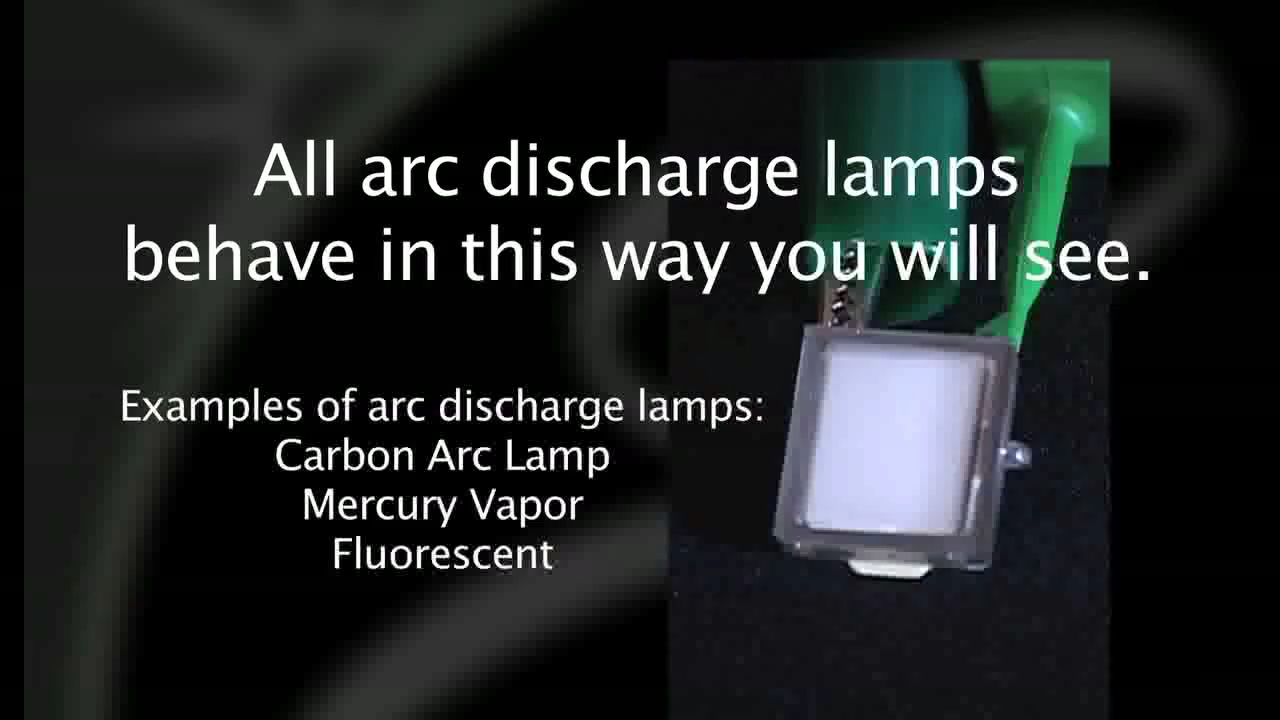 All arc discharge lamps
behave in this way you will see.
Examples of arc discharge lamps:
Carbon Arc Lamp
Mercury Vapor
Fluorescent